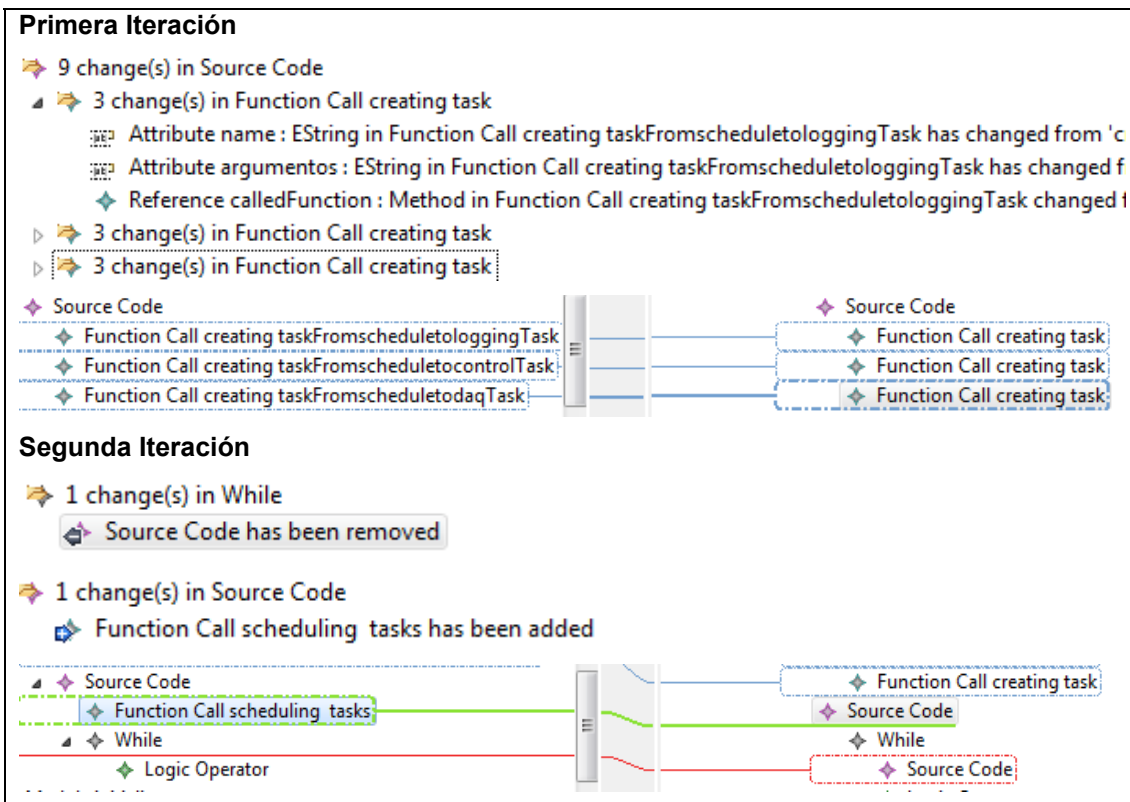 Primera Iteración
9 change(s) in Source Code
3 change(s) in Function Call creating task
Attribute name : EString in Function Call creating taskFromscheduletologgingTask has changed from 'c
Attribute argumentos : EString in Function Call creating taskFromscheduletologgingTask has changed f
Reference calledFunction : Method in Function Call creating taskFromscheduletologgingTask changed f
3 change(s) in Function Call creating task
3 change(s) in Function Call creating task
Source Code Source Code
Function Call creating taskFromscheduletologgingTask Function Call creating task
Function Call creating taskFromscheduletocontrolTask Function Call creating task
Function Call creating taskFromscheduletodaqTask Function Call creating task
Segunda Iteración
1 change(s) in While
Source Code has been removed
1 change(s) in Source Code
Function Call scheduling tasks has been added
Source Code Function Call creating task
Function Call scheduling tasks Source Code
While While
Logic Operator Source Code